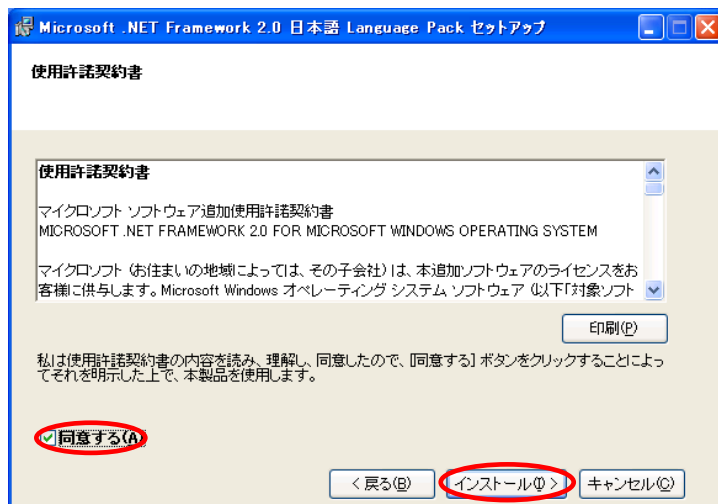 Microsoft .NET Framework 2.0 日本語 Language Pack セットアップ
使用許諾契約書
使用許諾契約書
マイクロソフト ソフトウェア追加使用許諾契約書
MICROSOFT .NET FRAMEWORK 2.0 FOR MICROSOFT WINDOWS OPERATING SYSTEM
マイクロソフト (お住まいの地域によっては、その子会社) は、本追加ソフトウェアのライセンスをお
客様に供与します。Microsoft Windows オペレーティング システム ソフトウェア (以下「対象ソフト
印刷(P)
私は使用許諾契約書の内容を読み、理解し、同意したので、[同意する] ボタンをクリックすることによっ
てそれを明示した上で、本製品を使用します。
同意する(A)
< 戻る(B)
インストール(I) >
キャンセル(C)